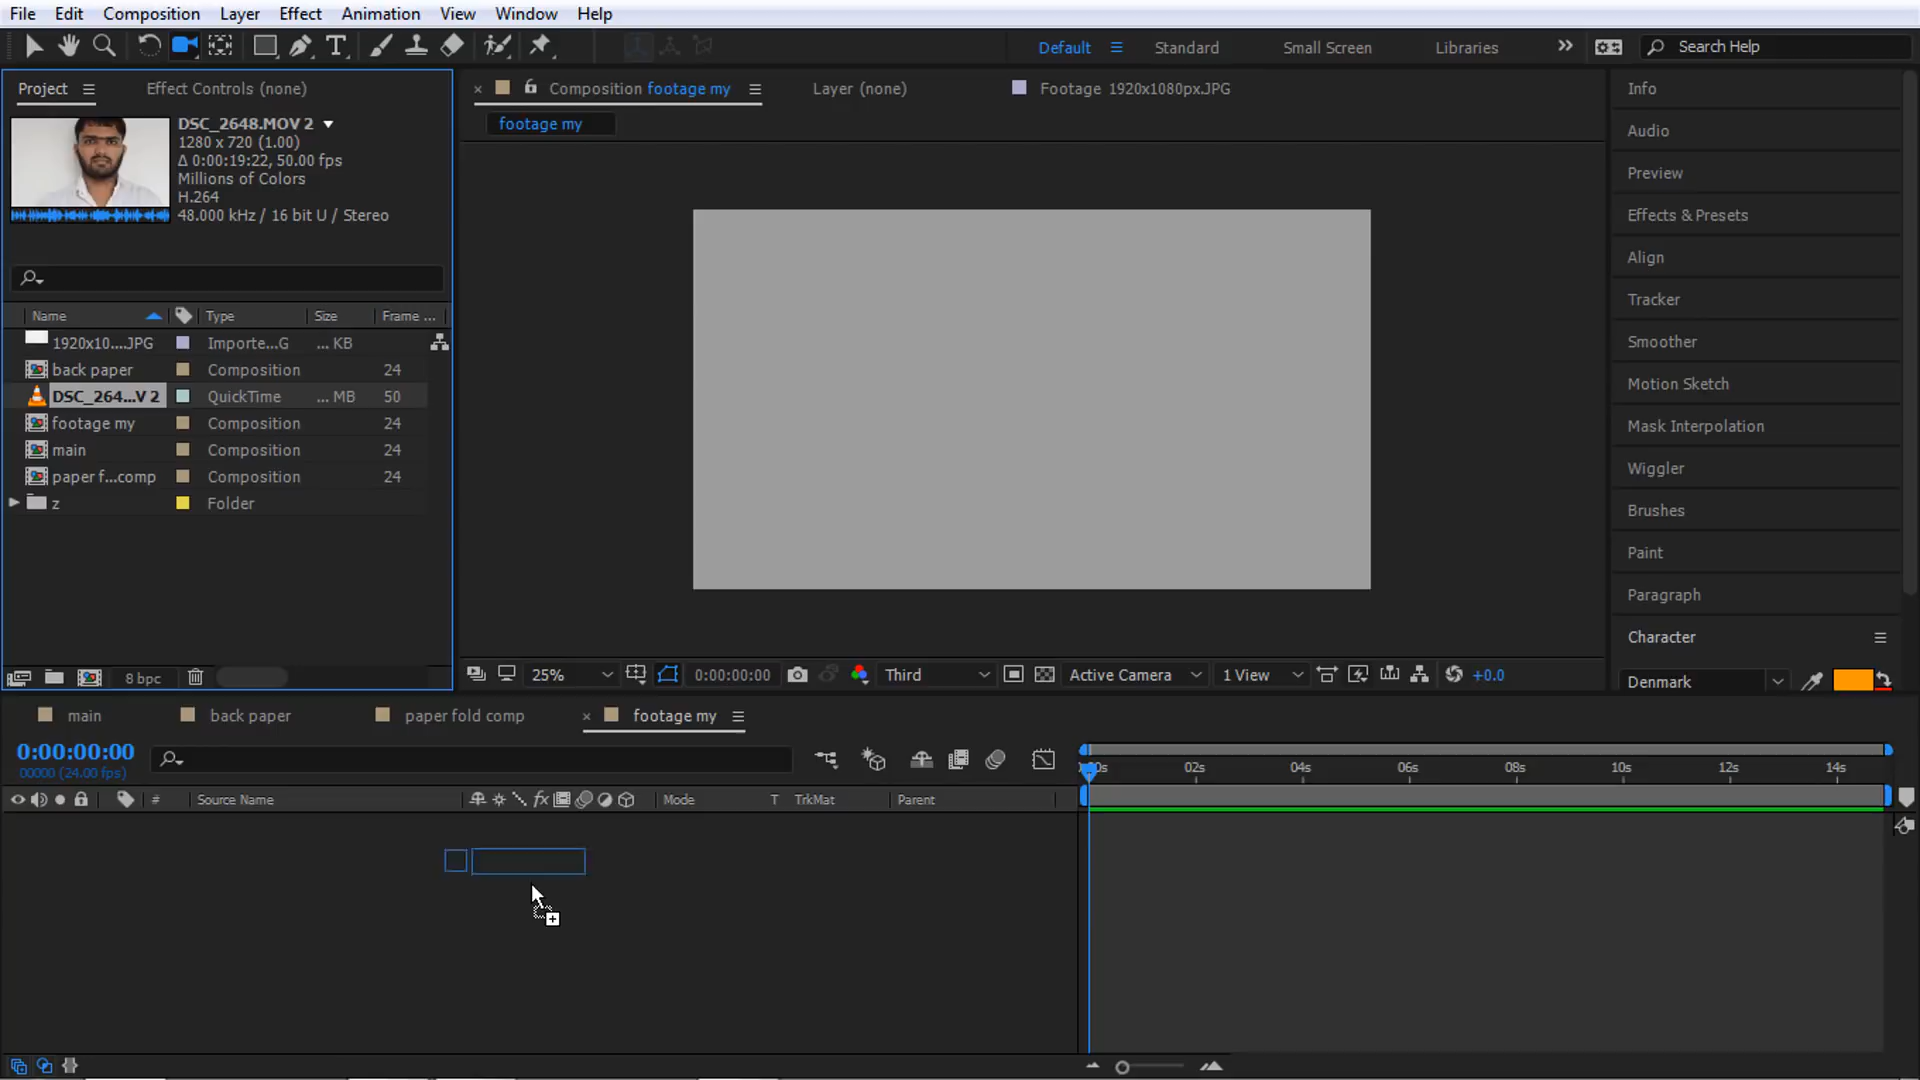 File Edit Composition Layer Effect Animation View Window Help
Default Standard Small Screen Libraries Search Help
Project Effect Controls (none) Composition footage my Layer (none) Footage 1920x1080px.JPG Info
DSC_2648.MOV 2
1280 x 720 (1.00)
Δ 0:00:19:22, 50.00 fps
Millions of Colors
H.264
48.000 kHz / 16 bit U / Stereo
footage my
Audio
Preview
Effects & Presets
Align
Tracker
Smoother
Motion Sketch
Mask Interpolation
Wiggler
Brushes
Paint
Paragraph
Character
Denmark
Name Type Size Frame ...
1920x10....JPG Importe...G ... KB
back paper Composition 24
DSC_264...V 2 QuickTime ... MB 50
footage my Composition 24
main Composition 24
paper f...comp Composition 24
z Folder
8 bpc
25% 0:00:00:00 Third Active Camera 1 View +0.0
main back paper paper fold comp footage my
0:00:00:00
00000 (24.00 fps)
02s 04s 06s 08s 10s 12s 14s
# Source Name fx Mode T TrkMat Parent